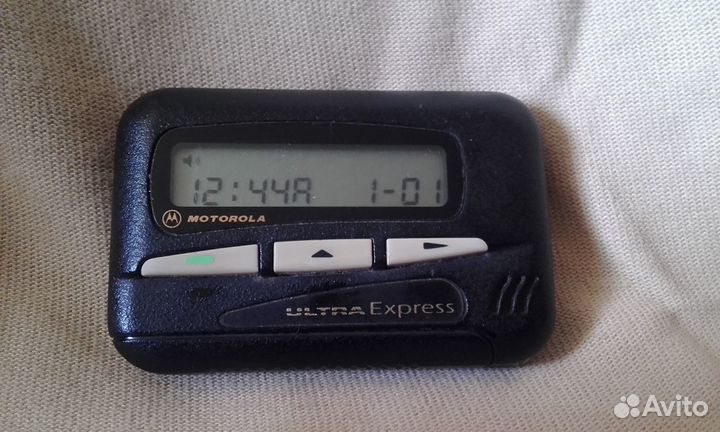 12:44A 1-01
MOTOROLA
ULTRA Express
Avito